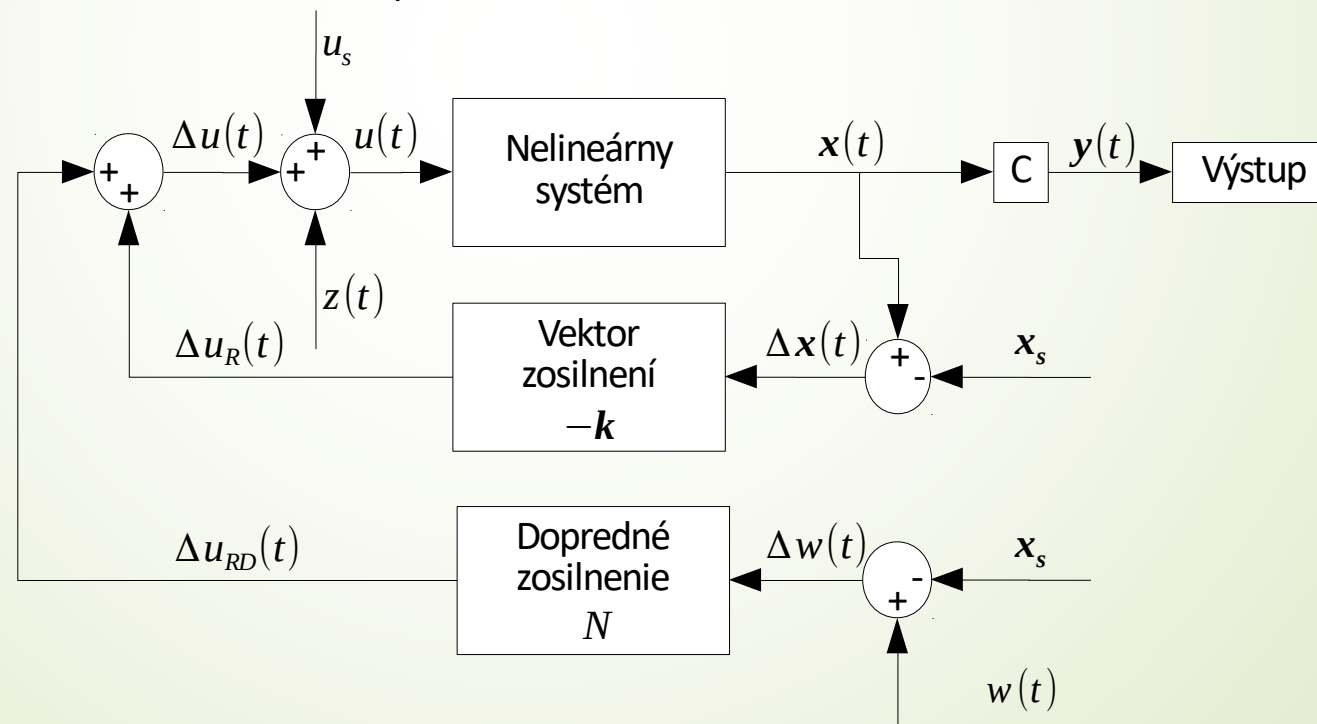 u_s
Δu(t)
u(t)
+
+
+
+
Nelineárny
systém
x(t)
C
y(t)
Výstup
z(t)
Δu_R(t)
Vektor
zosilnení
−k
Δx(t)
+
-
x_s
Δu_RD(t)
Dopredné
zosilnenie
N
Δw(t)
-
+
x_s
w(t)